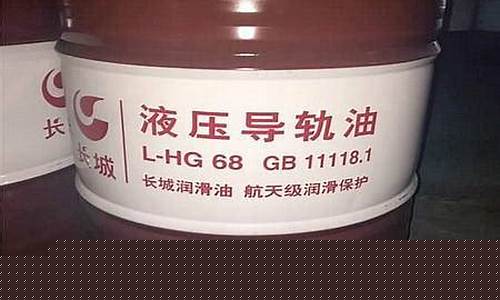 液压导轨油
L-HG 68 GB 11118.1
长城润滑油 航天级润滑保护
长城
长